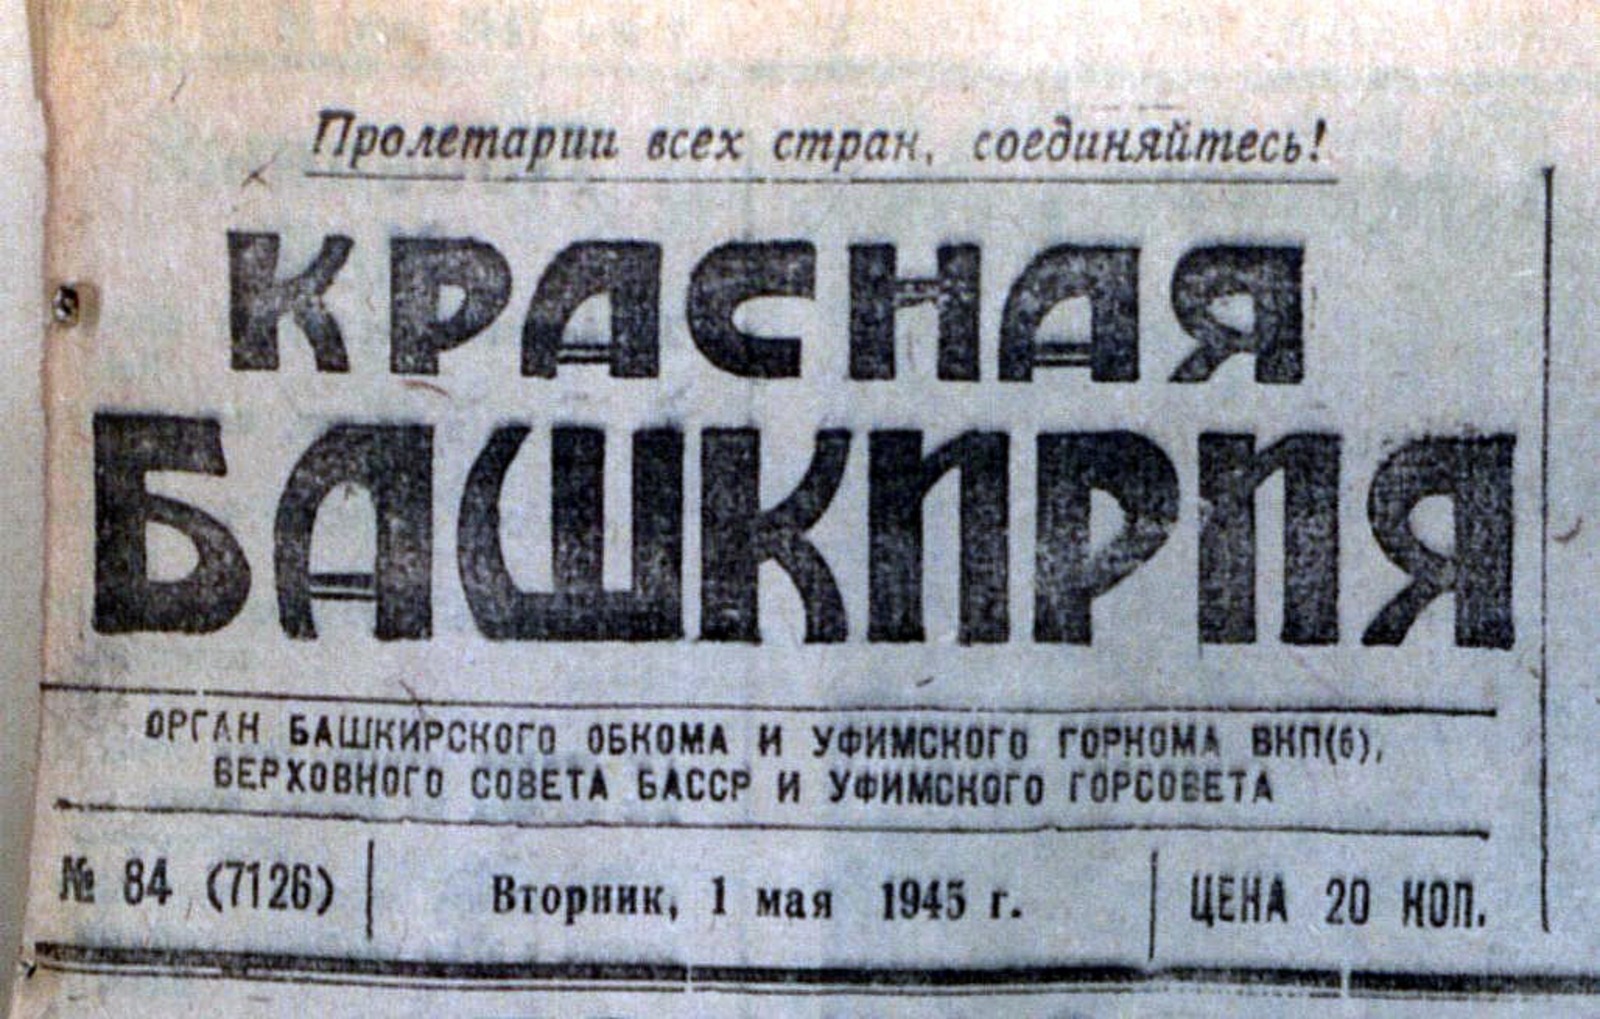 Пролетарии всех стран, соединяйтесь!
КРАСНАЯ
БАШКИРИЯ
ОРГАН БАШКИРСКОГО ОБКОМА И УФИМСКОГО ГОРКОМА ВКП(б),
ВЕРХОВНОГО СОВЕТА БАССР И УФИМСКОГО ГОРСОВЕТА
№ 84 (7126) Вторник, 1 мая 1945 г. ЦЕНА 20 КОП.